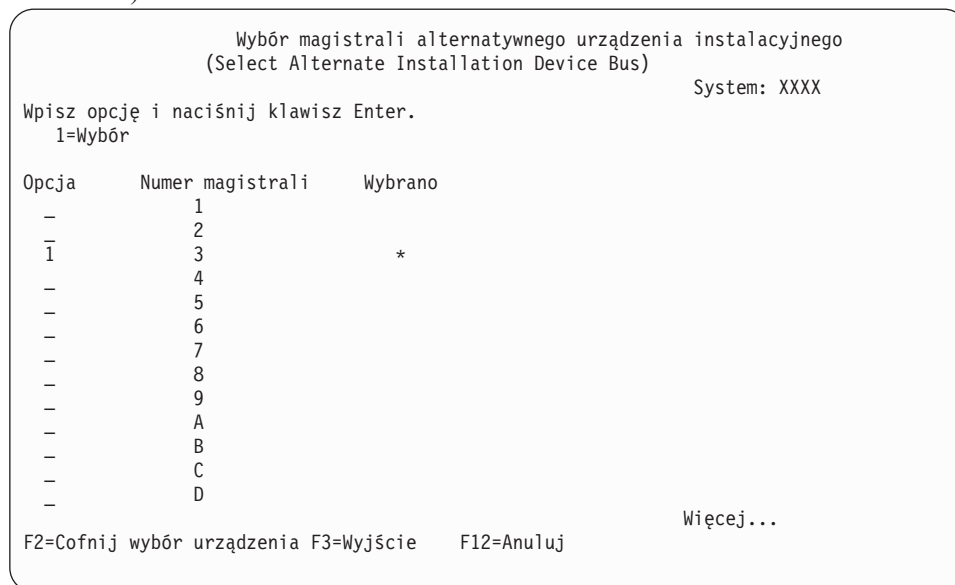 Wybór magistrali alternatywnego urządzenia instalacyjnego
(Select Alternate Installation Device Bus)
System: XXXX
Wpisz opcję i naciśnij klawisz Enter.
1=Wybór
Opcja Numer magistrali Wybrano
_ 1
_ 2
1 3 *
_ 4
_ 5
_ 6
_ 7
_ 8
_ 9
_ A
_ B
_ C
_ D
Więcej...
F2=Cofnij wybór urządzenia F3=Wyjście F12=Anuluj